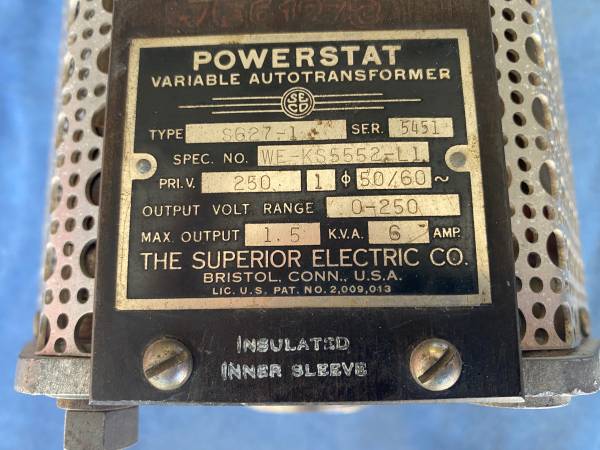 POWERSTAT
VARIABLE AUTOTRANSFORMER
SECO
TYPE SG27-1 SER. 5451
SPEC. NO. WE-KS5552-L1
PRI. V. 250 1 ϕ 50/60 ~
OUTPUT VOLT RANGE 0-250
MAX. OUTPUT 1.5 K.V.A. 6 AMP.
THE SUPERIOR ELECTRIC CO.
BRISTOL, CONN., U.S.A.
LIC. U.S. PAT. NO. 2,009,013
INSULATED
INNER SLEEVE